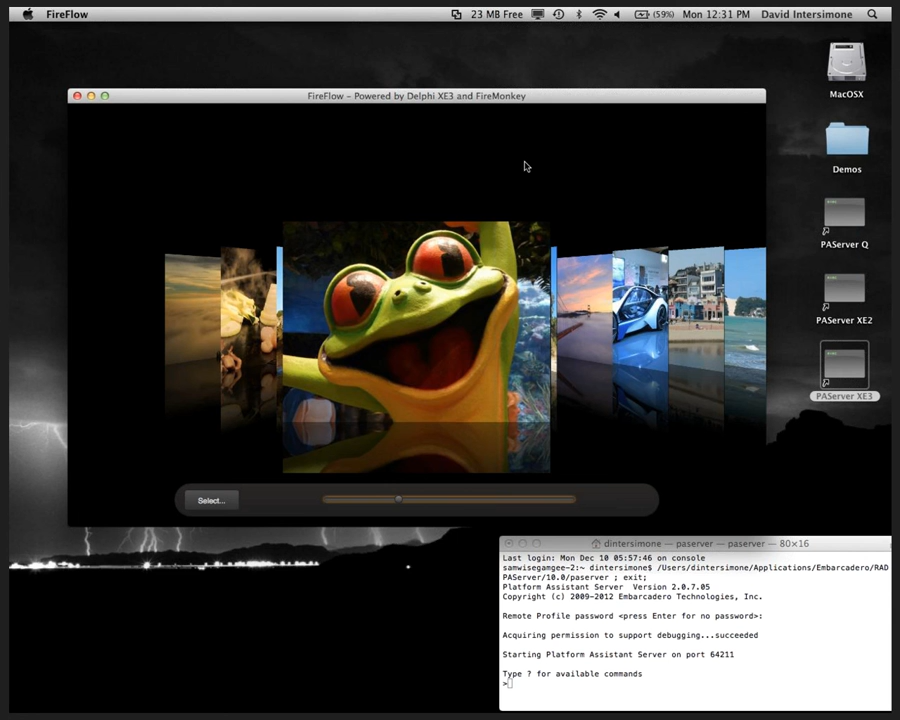 FireFlow 23 MB Free (59%) Mon 12:31 PM David Intersimone
FireFlow – Powered by Delphi XE3 and FireMonkey
MacOSX
Demos
PAServer Q
PAServer XE2
PAServer XE3
Select...
dintersimone — paserver — paserver — 80×16
Last login: Mon Dec 10 05:57:46 on console
samwisegamgee-2:~ dintersimone$ /Users/dintersimone/Applications/Embarcadero/RAD
PAServer/10.0/paserver ; exit;
Platform Assistant Server  Version 2.0.7.05
Copyright (c) 2009-2012 Embarcadero Technologies, Inc.
Remote Profile password <press Enter for no password>:
Acquiring permission to support debugging...succeeded
Starting Platform Assistant Server on port 64211
Type ? for available commands
>